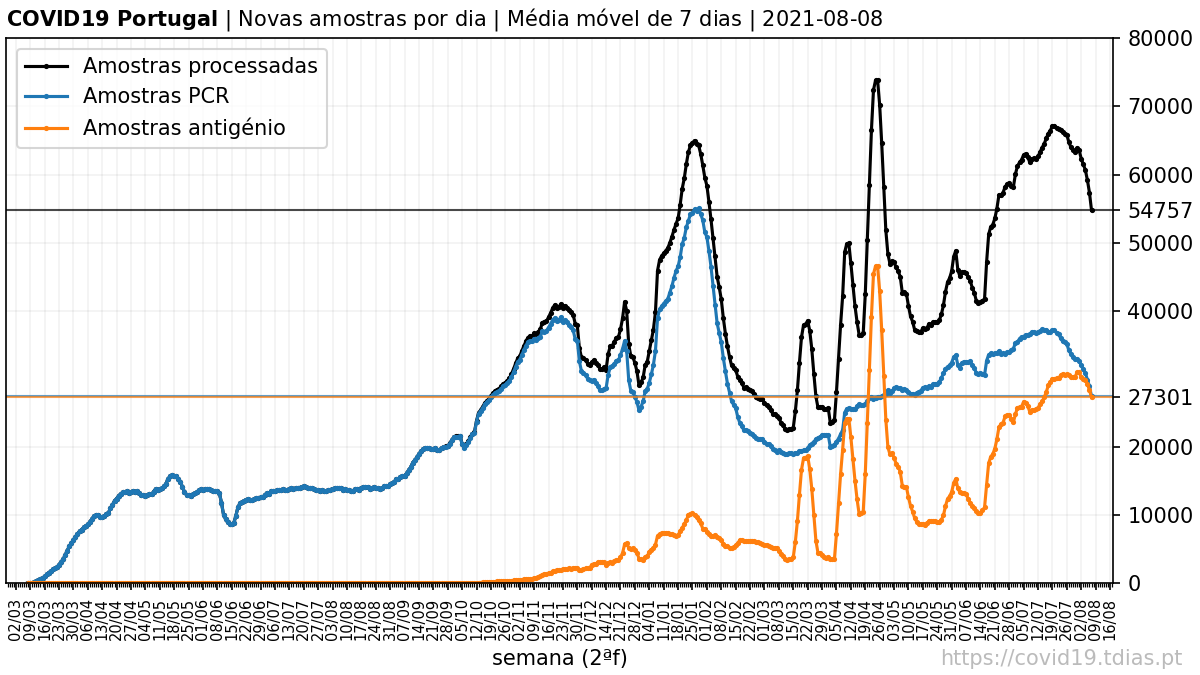 COVID19 Portugal | Novas amostras por dia | Média móvel de 7 dias | 2021-08-08
Amostras processadas
Amostras PCR
Amostras antigénio
80000
70000
60000
54757
50000
40000
27301
20000
10000
0
02/03 09/03 16/03 23/03 30/03 06/04 13/04 20/04 27/04 04/05 11/05 18/05 25/05 01/06 08/06 15/06 22/06 29/06 06/07 13/07 20/07 27/07 03/08 10/08 17/08 24/08 31/08 07/09 14/09 21/09 28/09 05/10 12/10 19/10 26/10 02/11 09/11 16/11 23/11 30/11 07/12 14/12 21/12 28/12 04/01 11/01 18/01 25/01 01/02 08/02 15/02 22/02 01/03 08/03 15/03 22/03 29/03 05/04 12/04 19/04 26/04 03/05 10/05 17/05 24/05 31/05 07/06 14/06 21/06 28/06 05/07 12/07 19/07 26/07 02/08 09/08 16/08
semana (2ªf)
https://covid19.tdias.pt